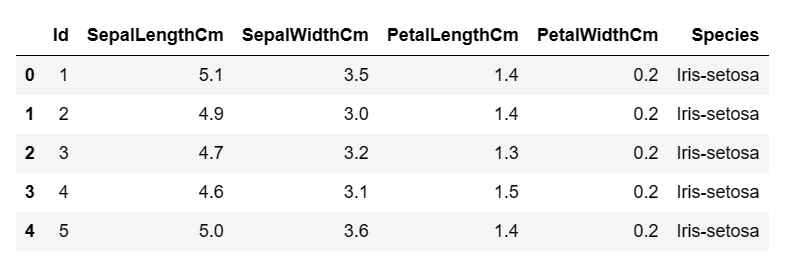 Id SepalLengthCm SepalWidthCm PetalLengthCm PetalWidthCm Species
0 1 5.1 3.5 1.4 0.2 Iris-setosa
1 2 4.9 3.0 1.4 0.2 Iris-setosa
2 3 4.7 3.2 1.3 0.2 Iris-setosa
3 4 4.6 3.1 1.5 0.2 Iris-setosa
4 5 5.0 3.6 1.4 0.2 Iris-setosa